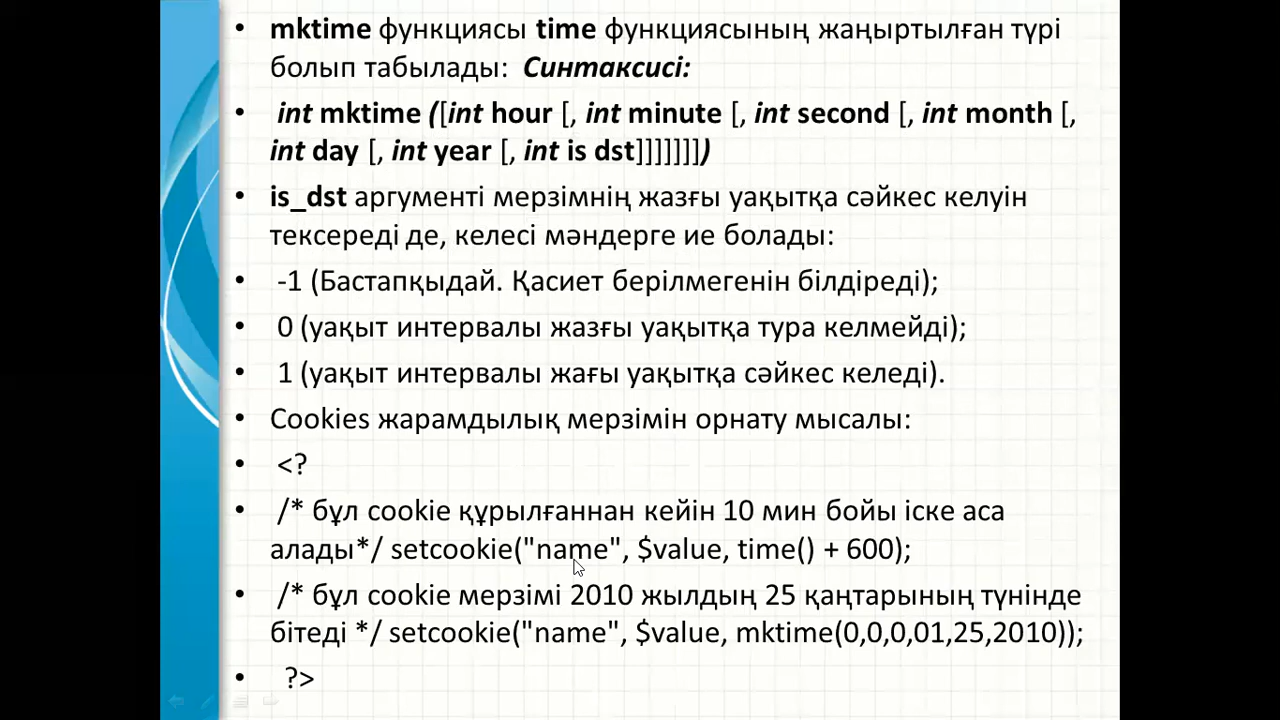 • mktime функциясы time функциясының жаңыртылған түрі
болып табылады: Синтаксисі:
• int mktime ([int hour [, int minute [, int second [, int month [,
int day [, int year [, int is dst]]]]]]])
• is_dst аргументі мерзімнің жазғы уақытқа сәйкес келуін
тексереді де, келесі мәндерге ие болады:
• -1 (Бастапқыдай. Қасиет берілмегенін білдіреді);
• 0 (уақыт интервалы жазғы уақытқа тура келмейді);
• 1 (уақыт интервалы жағы уақытқа сәйкес келеді).
• Cookies жарамдылық мерзімін орнату мысалы:
• <?
• /* бұл cookie құрылғаннан кейін 10 мин бойы іске аса
алады*/ setcookie("name", $value, time() + 600);
• /* бұл cookie мерзімі 2010 жылдың 25 қаңтарының түнінде
бітеді */ setcookie("name", $value, mktime(0,0,0,01,25,2010));
• ?>